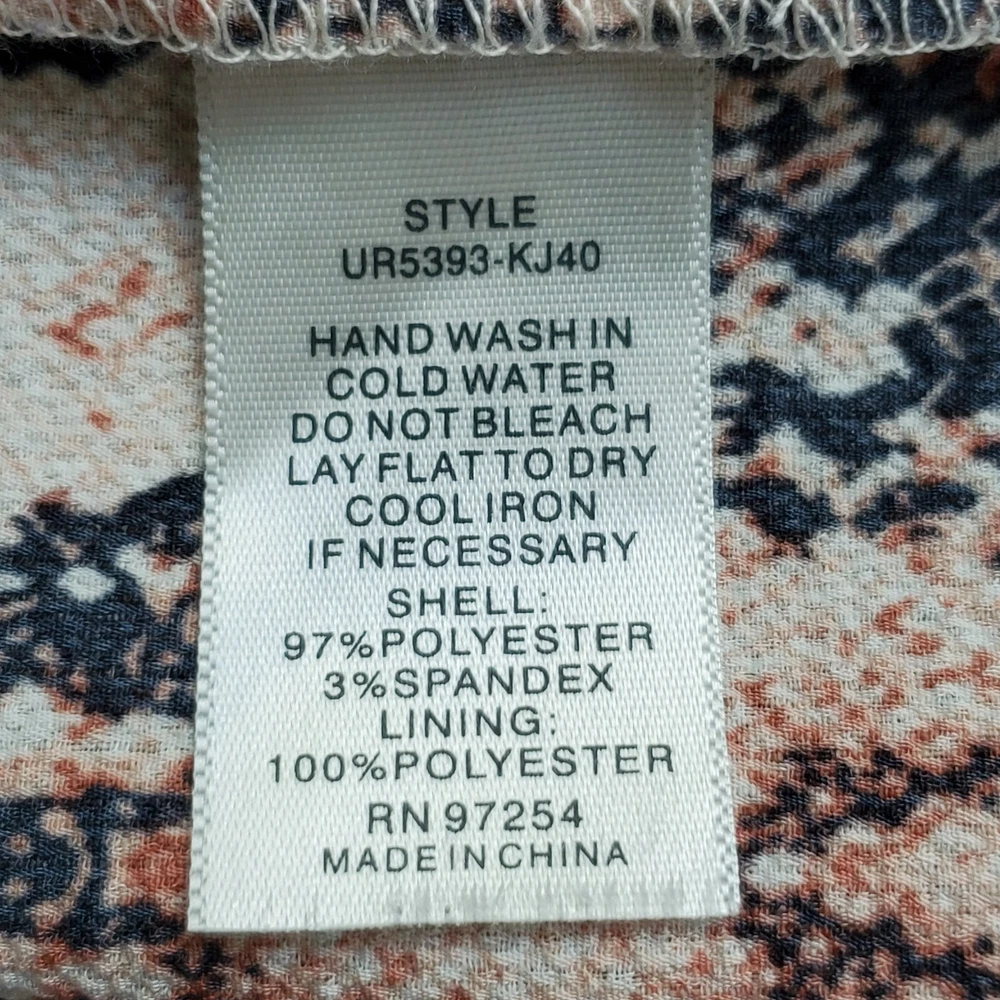 STYLE
UR5393-KJ40
HAND WASH IN
COLD WATER
DO NOT BLEACH
LAY FLAT TO DRY
COOL IRON
IF NECESSARY
SHELL:
97%POLYESTER
3%SPANDEX
LINING:
100%POLYESTER
RN 97254
MADE IN CHINA